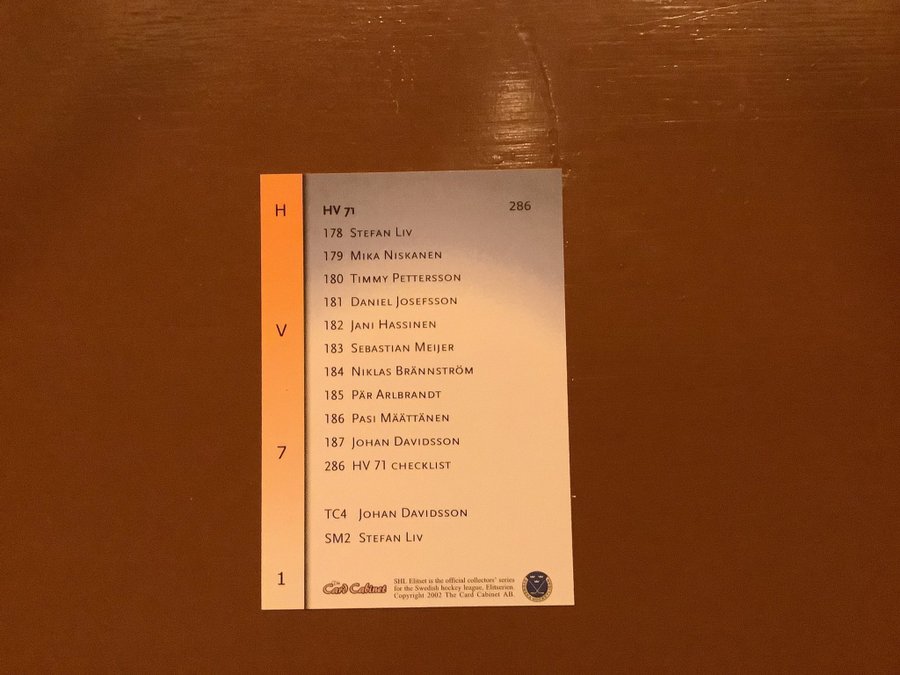 H
V
7
1
HV 71
286
178 Stefan Liv
179 Mika Niskanen
180 Timmy Pettersson
181 Daniel Josefsson
182 Jani Hassinen
183 Sebastian Meijer
184 Niklas Brännström
185 Pär Arlbrandt
186 Pasi Määttänen
187 Johan Davidsson
286 HV 71 checklist
TC4 Johan Davidsson
SM2 Stefan Liv
The
Card Cabinet
SHL Elitset is the official collectors' series
for the Swedish hockey league, Elitserien.
Copyright 2002 The Card Cabinet AB.